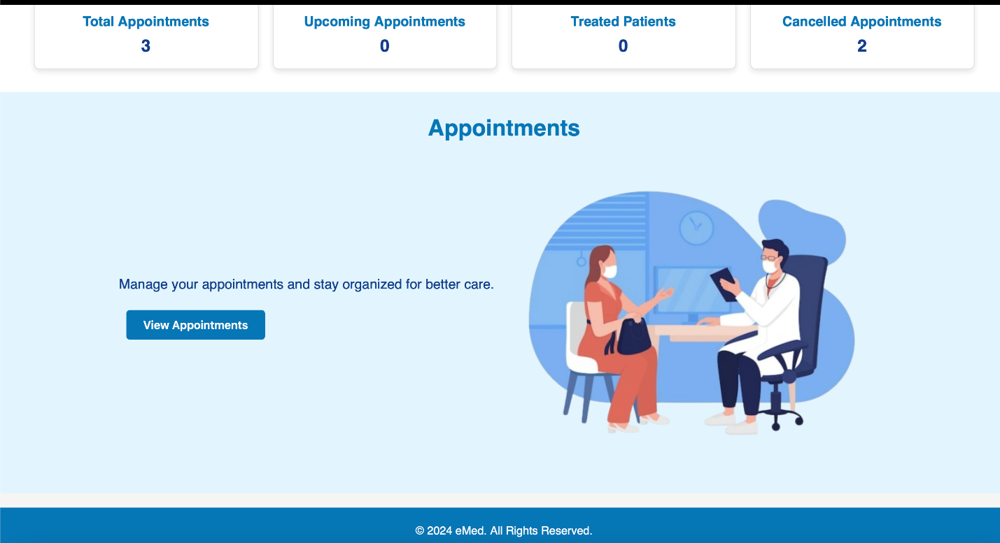 Total Appointments
3
Upcoming Appointments
0
Treated Patients
0
Cancelled Appointments
2
Appointments
Manage your appointments and stay organized for better care.
View Appointments
© 2024 eMed. All Rights Reserved.